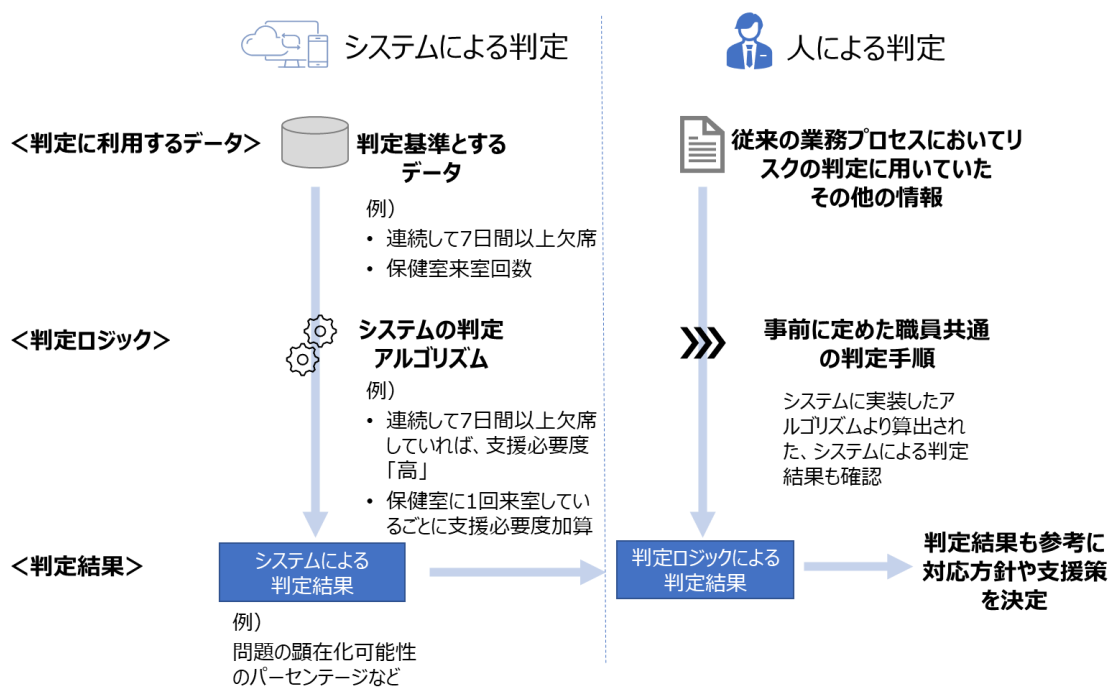 システムによる判定
人による判定
<判定に利用するデータ>
判定基準とする
データ
例）
• 連続して7日間以上欠席
• 保健室来室回数
従来の業務プロセスにおいてリ
スクの判定に用いていた
その他の情報
<判定ロジック>
システムの判定
アルゴリズム
例）
• 連続して7日間以上欠席
していれば、支援必要度
「高」
• 保健室に1回来室してい
るごとに支援必要度加算
事前に定めた職員共通
の判定手順
システムに実装したア
ルゴリズムより算出され
た、システムによる判定
結果も確認
<判定結果>
システムによる
判定結果
例）
問題の顕在化可能性
のパーセンテージなど
判定ロジックによる
判定結果
判定結果も参考に
対応方針や支援策
を決定